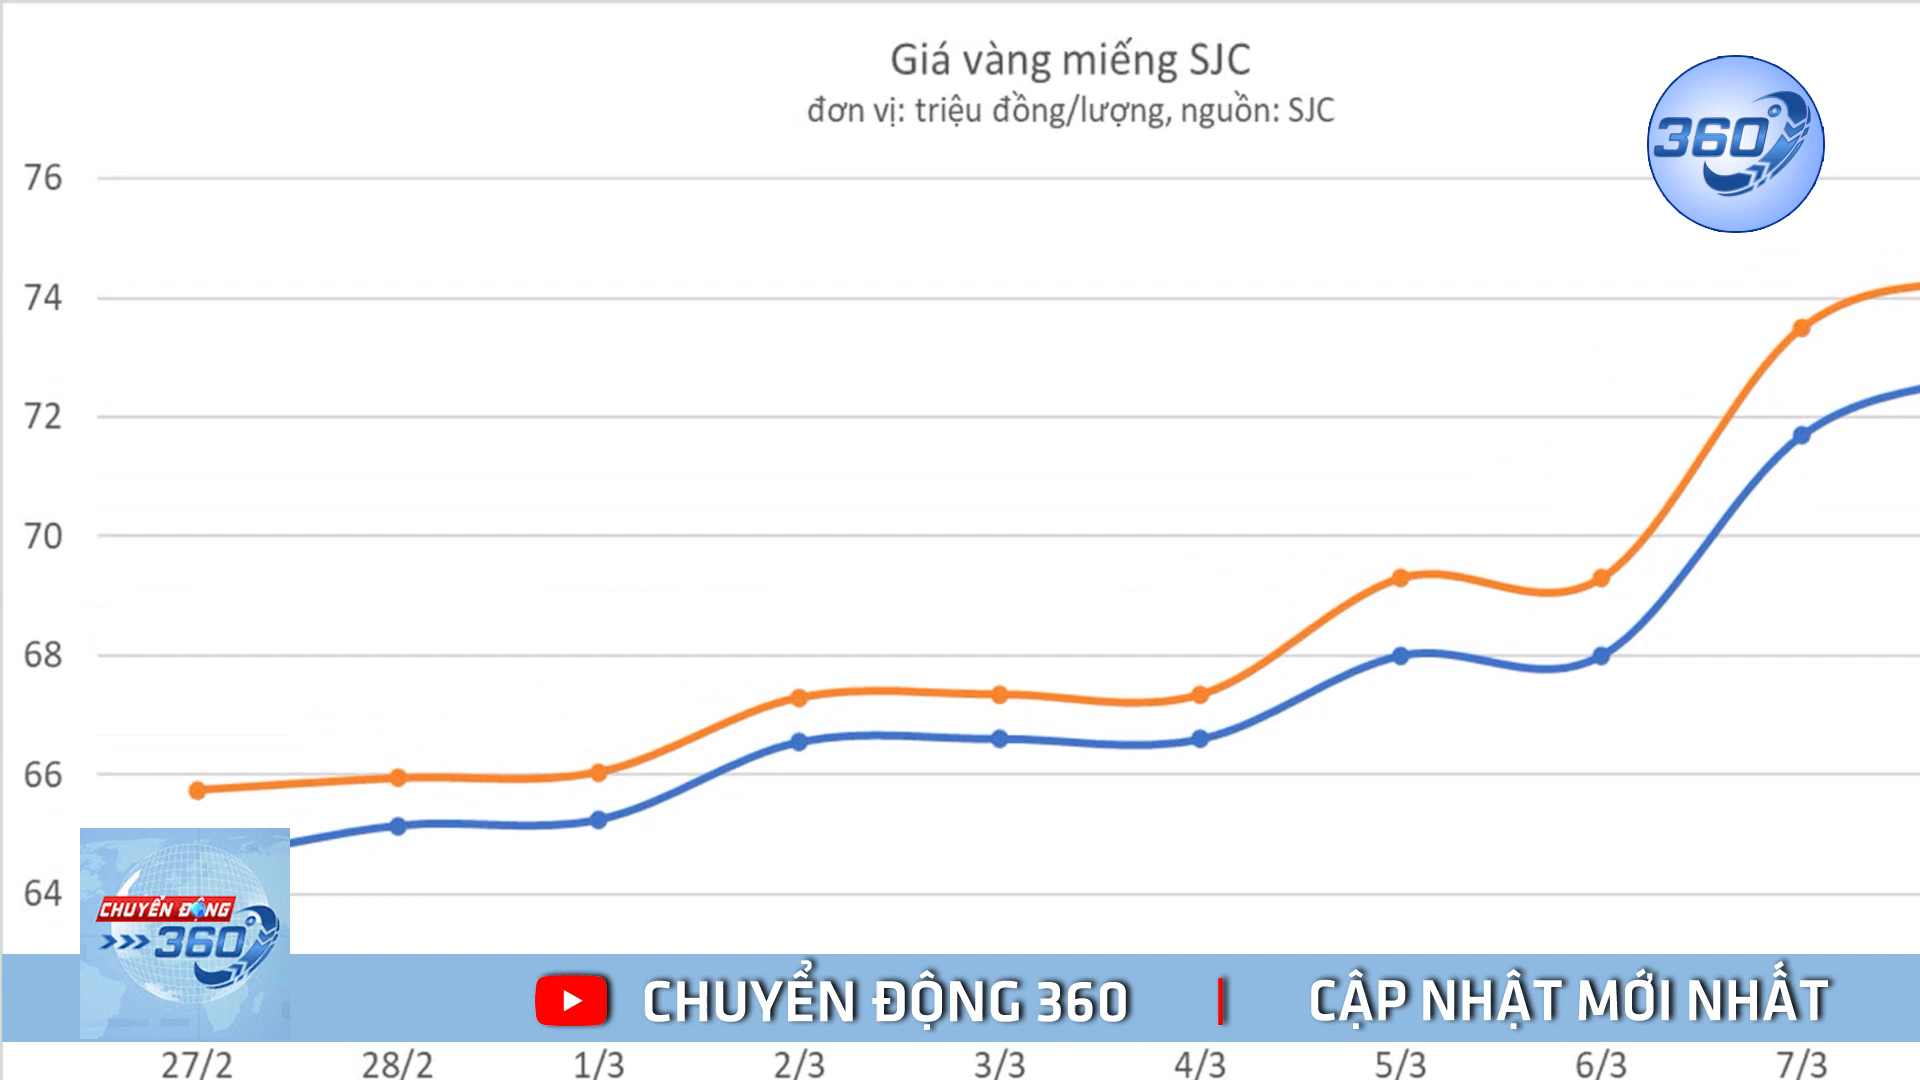 Giá vàng miếng SJC
đơn vị: triệu đồng/lượng, nguồn: SJC
360°
76
74
72
70
68
66
64
CHUYỂN ĐỘNG
360°
CHUYỂN ĐỘNG 360 | CẬP NHẬT MỚI NHẤT
27/2 28/2 1/3 2/3 3/3 4/3 5/3 6/3 7/3